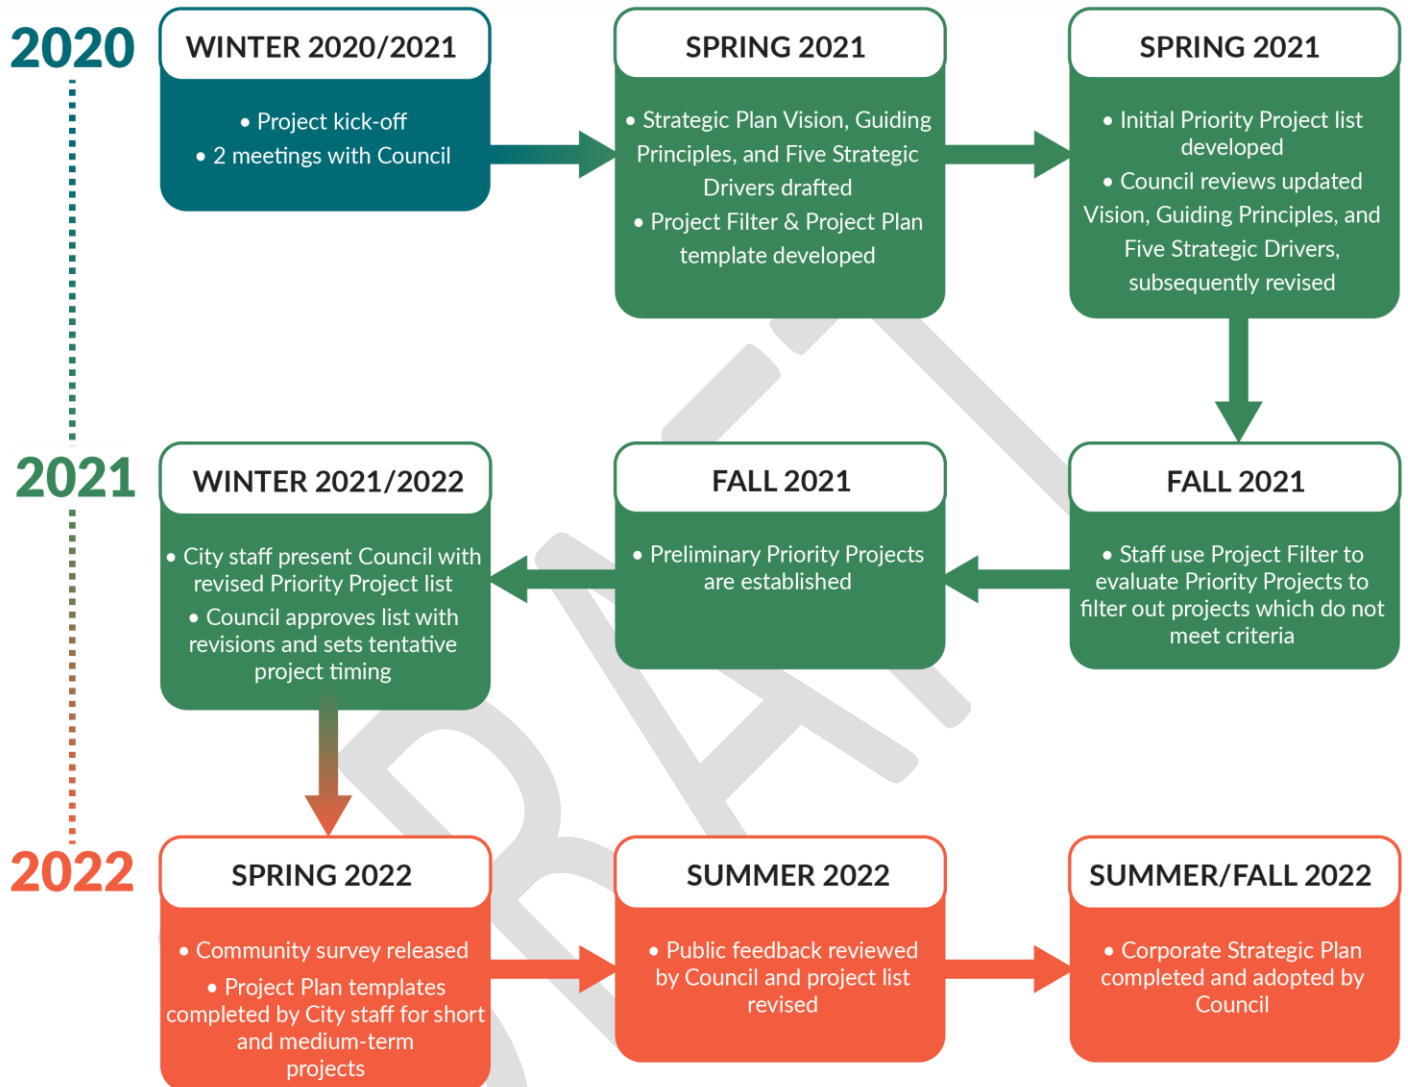 2020
WINTER 2020/2021
• Project kick-off
• 2 meetings with Council
SPRING 2021
• Strategic Plan Vision, Guiding
Principles, and Five Strategic
Drivers drafted
• Project Filter & Project Plan
template developed
SPRING 2021
• Initial Priority Project list
developed
• Council reviews updated
Vision, Guiding Principles, and
Five Strategic Drivers,
subsequently revised
2021
FALL 2021
• Staff use Project Filter to
evaluate Priority Projects to
filter out projects which do not
meet criteria
FALL 2021
• Preliminary Priority Projects
are established
WINTER 2021/2022
• City staff present Council with
revised Priority Project list
• Council approves list with
revisions and sets tentative
project timing
2022
SPRING 2022
• Community survey released
• Project Plan templates
completed by City staff for short
and medium-term
projects
SUMMER 2022
• Public feedback reviewed
by Council and project list
revised
SUMMER/FALL 2022
• Corporate Strategic Plan
completed and adopted by
Council
DRAFT